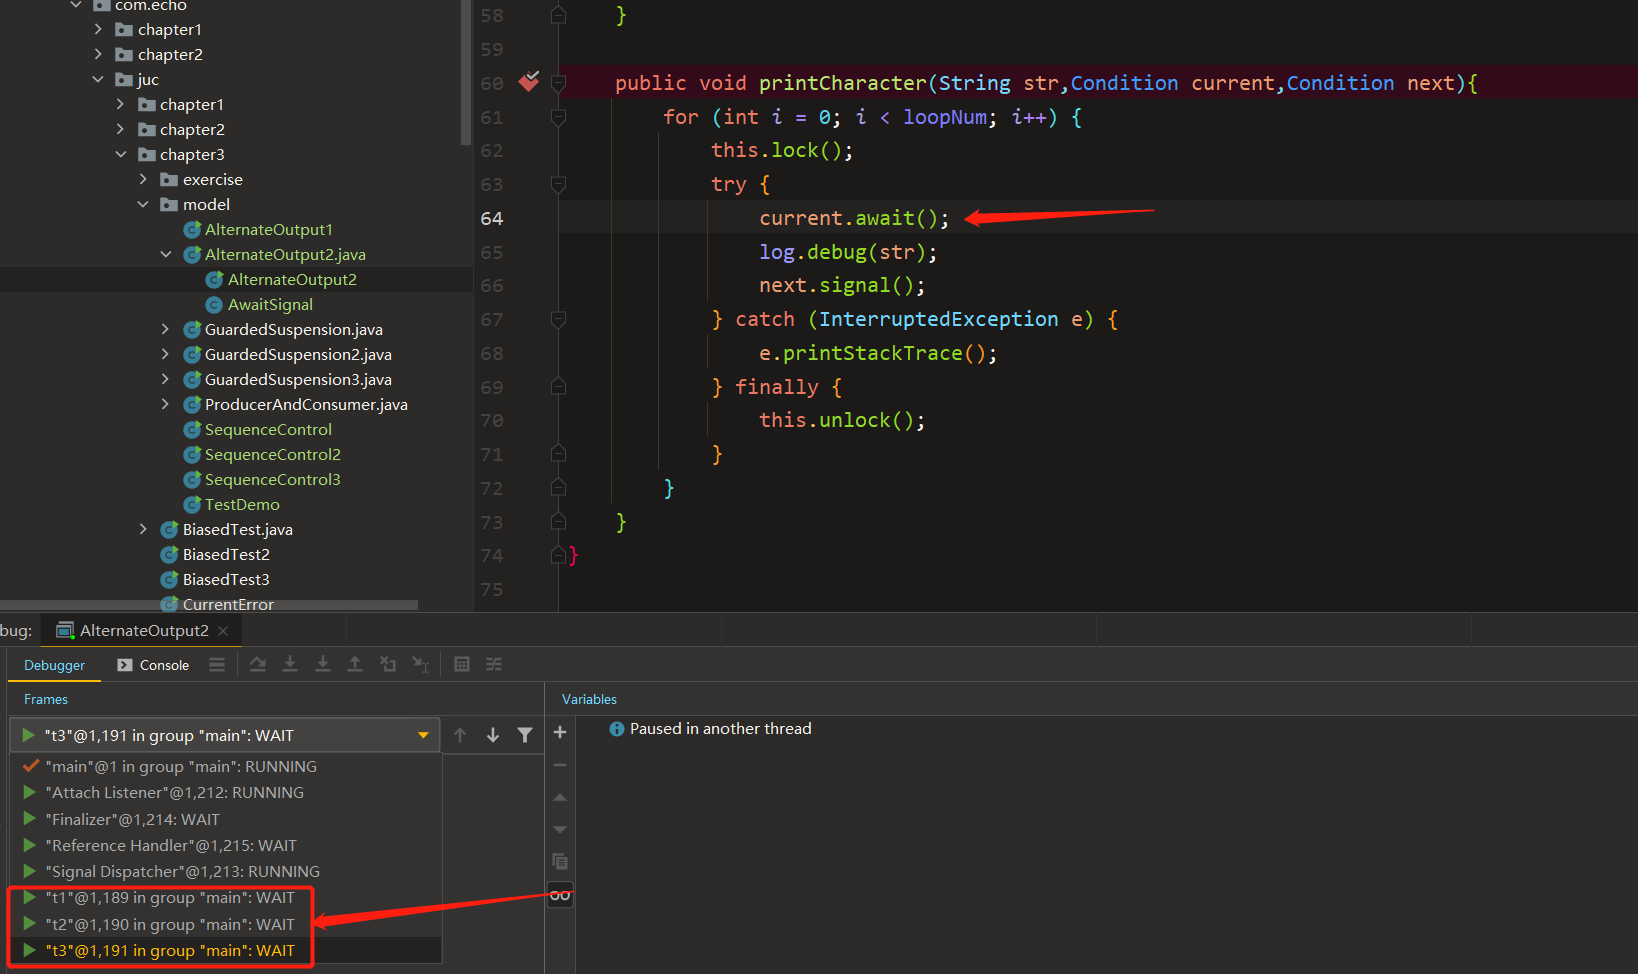 com.echo
chapter1
chapter2
juc
chapter1
chapter2
chapter3
exercise
model
AlternateOutput1
AlternateOutput2.java
AlternateOutput2
AwaitSignal
GuardedSuspension.java
GuardedSuspension2.java
GuardedSuspension3.java
ProducerAndConsumer.java
SequenceControl
SequenceControl2
SequenceControl3
TestDemo
BiasedTest.java
BiasedTest2
BiasedTest3
CurrentError
58 }
59
60 public void printCharacter(String str,Condition current,Condition next){
61 for (int i = 0; i < loopNum; i++) {
62 this.lock();
63 try {
64 current.await();
65 log.debug(str);
66 next.signal();
67 } catch (InterruptedException e) {
68 e.printStackTrace();
69 } finally {
70 this.unlock();
71 }
72 }
73 }
74 }
75
bug: AlternateOutput2
Debugger Console
Frames
Variables
"t3"@1,191 in group "main": WAIT
Paused in another thread
"main"@1 in group "main": RUNNING
"Attach Listener"@1,212: RUNNING
"Finalizer"@1,214: WAIT
"Reference Handler"@1,215: WAIT
"Signal Dispatcher"@1,213: RUNNING
"t1"@1,189 in group "main": WAIT
"t2"@1,190 in group "main": WAIT
"t3"@1,191 in group "main": WAIT